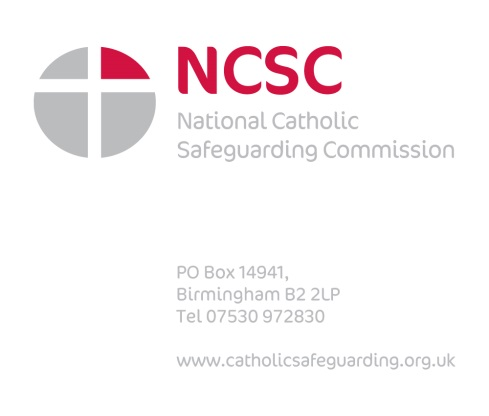 NCSC
National Catholic
Safeguarding Commission
PO Box 14941,
Birmingham B2 2LP
Tel 07530 972830
www.catholicsafeguarding.org.uk